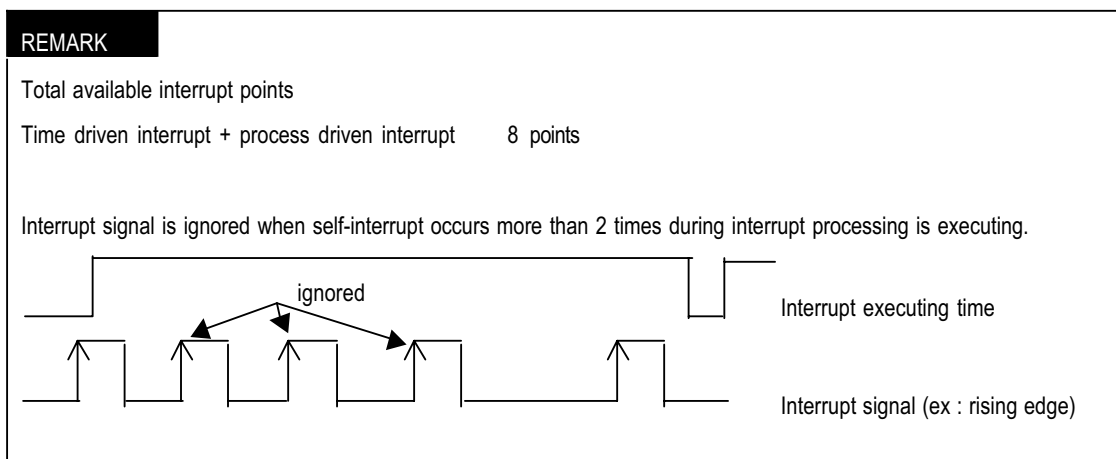 REMARK
Total available interrupt points
Time driven interrupt + process driven interrupt 8 points
Interrupt signal is ignored when self-interrupt occurs more than 2 times during interrupt processing is executing.
ignored
Interrupt executing time
Interrupt signal (ex : rising edge)